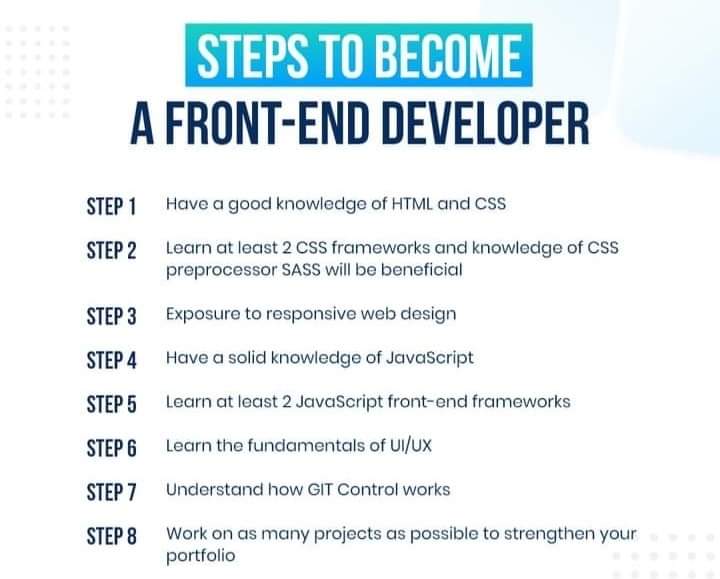 STEPS TO BECOME
A FRONT-END DEVELOPER
STEP 1 Have a good knowledge of HTML and CSS
STEP 2 Learn at least 2 CSS frameworks and knowledge of CSS
preprocessor SASS will be beneficial
STEP 3 Exposure to responsive web design
STEP 4 Have a solid knowledge of JavaScript
STEP 5 Learn at least 2 JavaScript front-end frameworks
STEP 6 Learn the fundamentals of UI/UX
STEP 7 Understand how GIT Control works
STEP 8 Work on as many projects as possible to strengthen your
portfolio